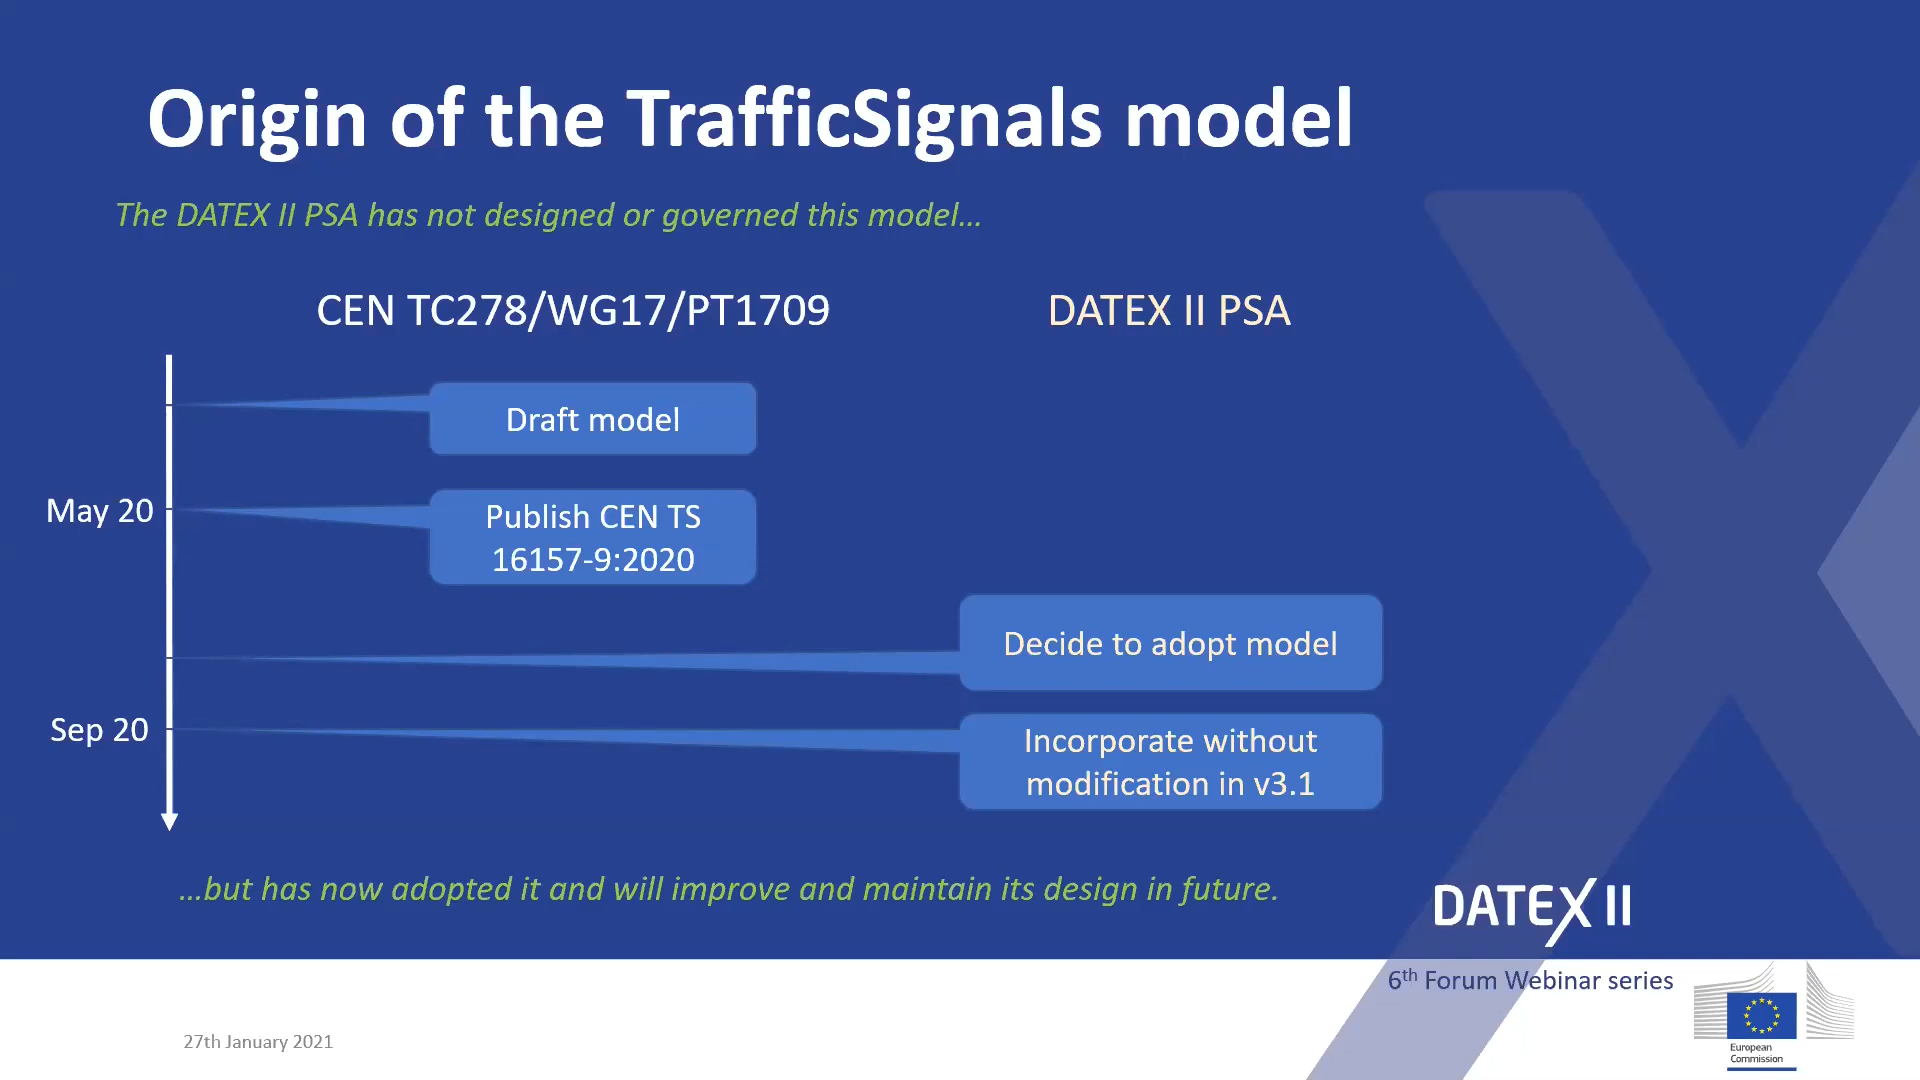 Origin of the TrafficSignals model
The DATEX II PSA has not designed or governed this model...
CEN TC278/WG17/PT1709
DATEX II PSA
Draft model
May 20
Publish CEN TS
16157-9:2020
Decide to adopt model
Sep 20
Incorporate without
modification in v3.1
...but has now adopted it and will improve and maintain its design in future.
DATEX II
6th Forum Webinar series
27th January 2021
European
Commission